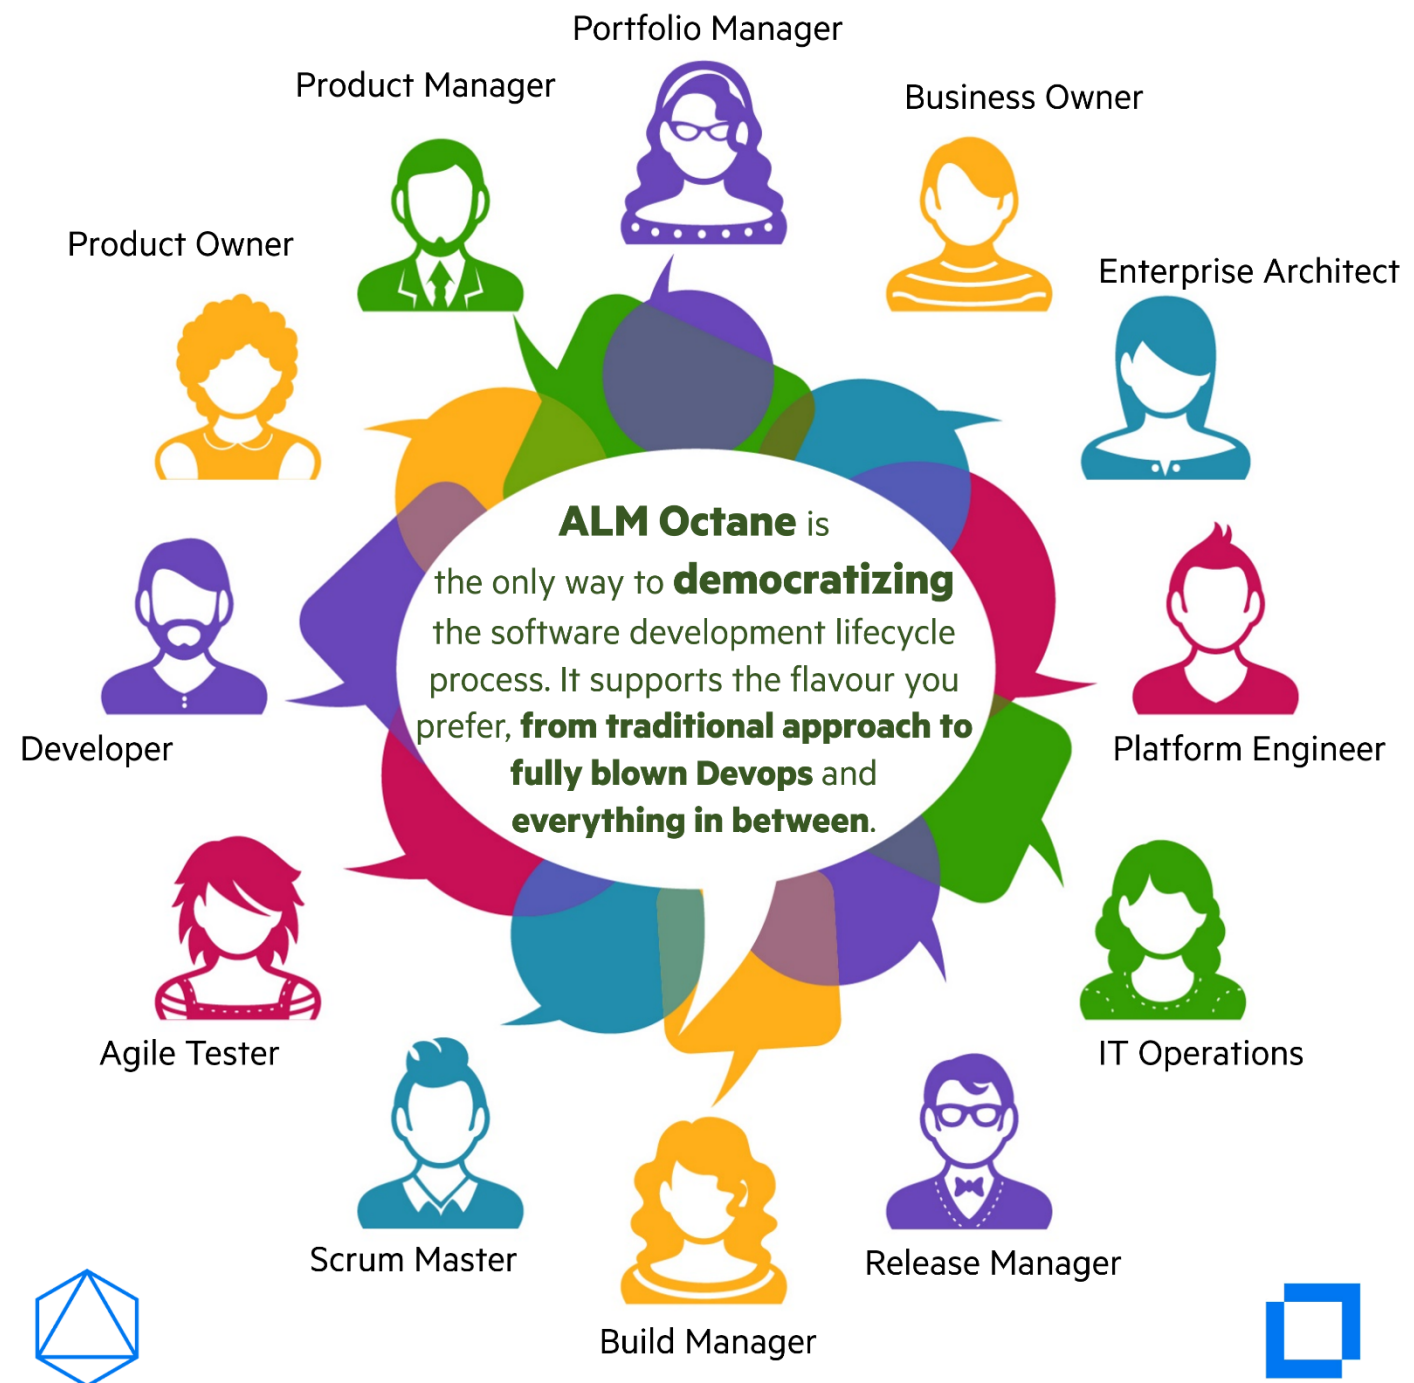 Portfolio Manager
Product Manager
Business Owner
Product Owner
Enterprise Architect
ALM Octane is
the only way to democratizing
the software development lifecycle
process. It supports the flavour you
prefer, from traditional approach to
fully blown Devops and
everything in between.
Developer
Platform Engineer
Agile Tester
IT Operations
Scrum Master
Release Manager
Build Manager